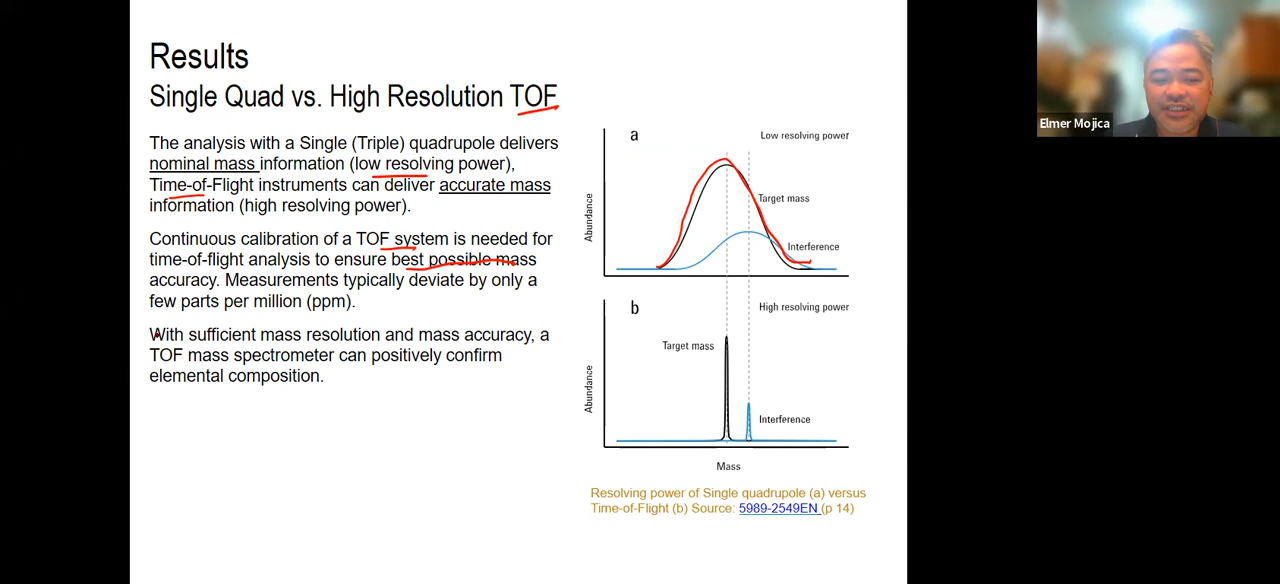 Results
Single Quad vs. High Resolution TOF
The analysis with a Single (Triple) quadrupole delivers
nominal mass information (low resolving power),
Time-of-Flight instruments can deliver accurate mass
information (high resolving power).
Continuous calibration of a TOF system is needed for
time-of-flight analysis to ensure best possible mass
accuracy. Measurements typically deviate by only a
few parts per million (ppm).
With sufficient mass resolution and mass accuracy, a
TOF mass spectrometer can positively confirm
elemental composition.
a
Low resolving power
Abundance
Target mass
Interference
b
High resolving power
Abundance
Target mass
Interference
Mass
Resolving power of Single quadrupole (a) versus
Time-of-Flight (b) Source: 5989-2549EN (p 14)
Elmer Mojica